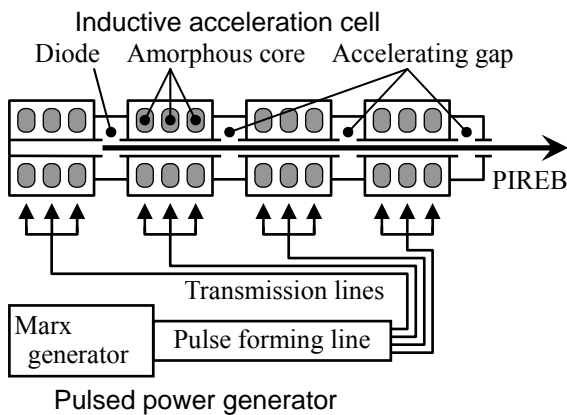 Inductive acceleration cell
Diode Amorphous core Accelerating gap
PIREB
Transmission lines
Marx
generator
Pulse forming line
Pulsed power generator